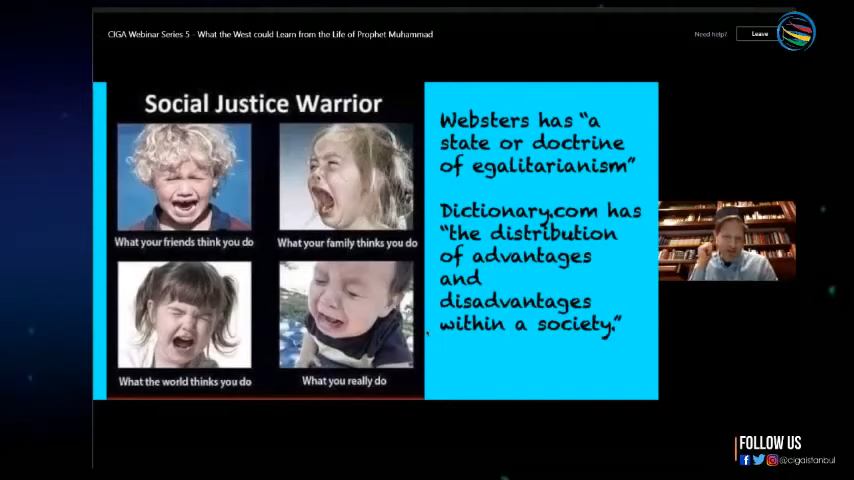 CIGA Webinar Series 5 - What the West could Learn from the Life of Prophet Muhammad
Need help?
Leave
Social Justice Warrior
What your friends think you do
What your family thinks you do
What the world thinks you do
What you really do
Websters has “a
state or doctrine
of egalitarianism”
Dictionary.com has
“the distribution
of advantages
and
disadvantages
within a society.”
FOLLOW US
@cigaistanbul